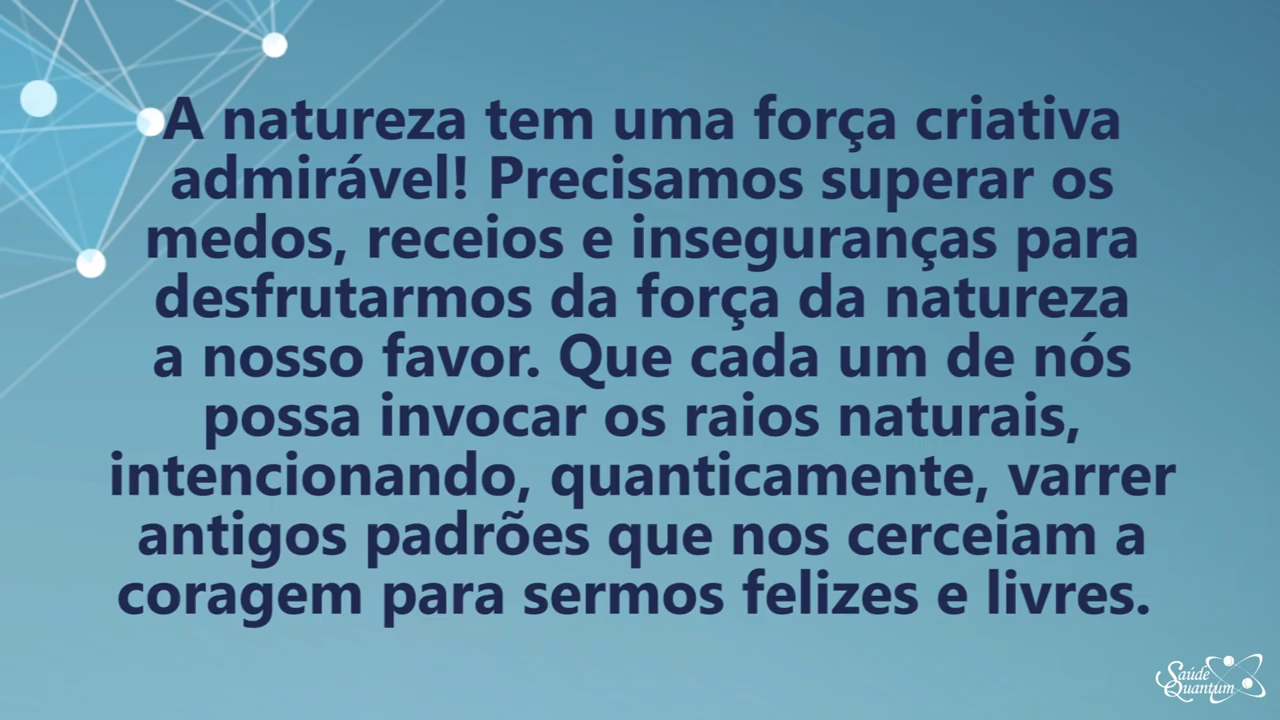 A natureza tem uma força criativa
admirável! Precisamos superar os
medos, receios e inseguranças para
desfrutarmos da força da natureza
a nosso favor. Que cada um de nós
possa invocar os raios naturais,
intencionando, quanticamente, varrer
antigos padrões que nos cerceiam a
coragem para sermos felizes e livres.
Saúde
Quantum